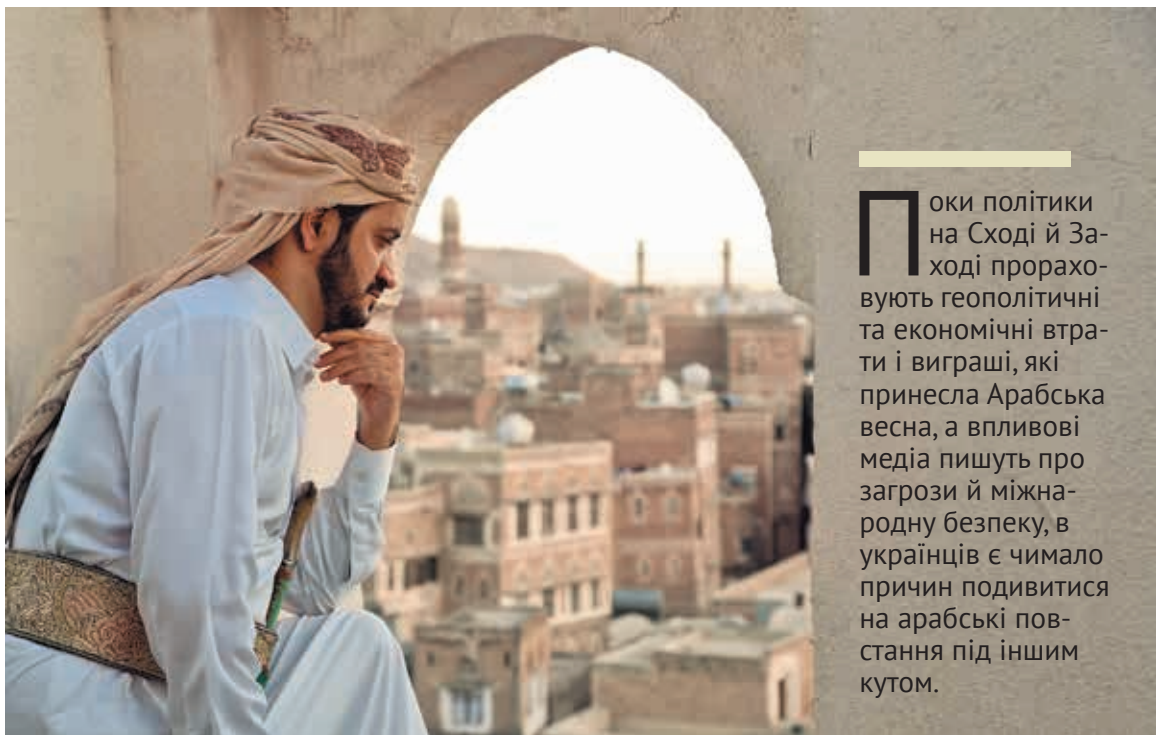 Поки політики
на Сході й За-
ході прорахо-
вують геополітичні
та економічні втра-
ти і виграші, які
принесла Арабська
весна, а впливові
медіа пишуть про
загрози й міжна-
родну безпеку, в
українців є чимало
причин подивитися
на арабські пов-
стання під іншим
кутом.